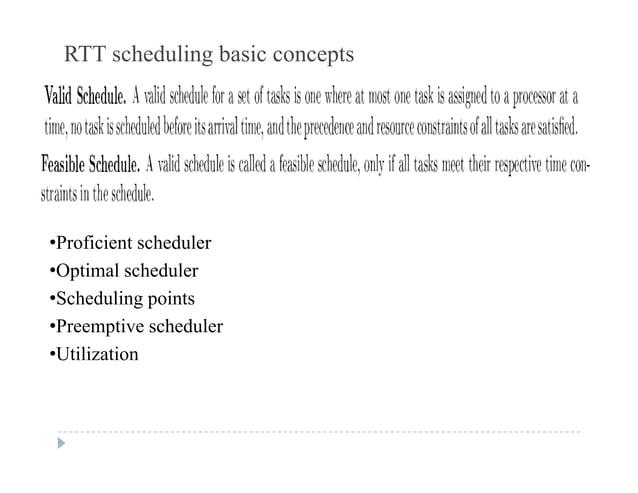 RTT scheduling basic concepts
Valid Schedule. A valid schedule for a set of tasks is one where at most one task is assigned to a processor at a
time, no task is scheduled before its arrival time, and the precedence and resource constraints of all tasks are satisfied.
Feasible Schedule. A valid schedule is called a feasible schedule, only if all tasks meet their respective time con-
straints in the schedule.
•Proficient scheduler
•Optimal scheduler
•Scheduling points
•Preemptive scheduler
•Utilization